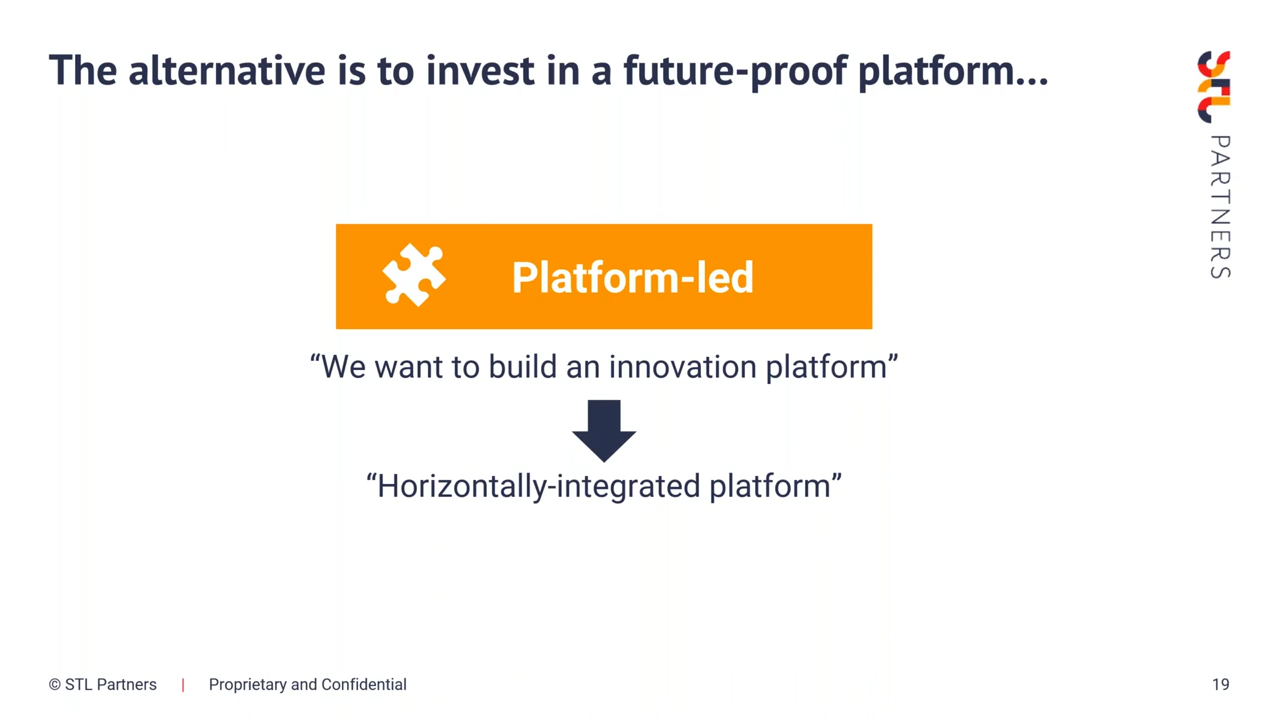 The alternative is to invest in a future-proof platform...
STL PARTNERS
Platform-led
“We want to build an innovation platform”
“Horizontally-integrated platform”
© STL Partners | Proprietary and Confidential
19